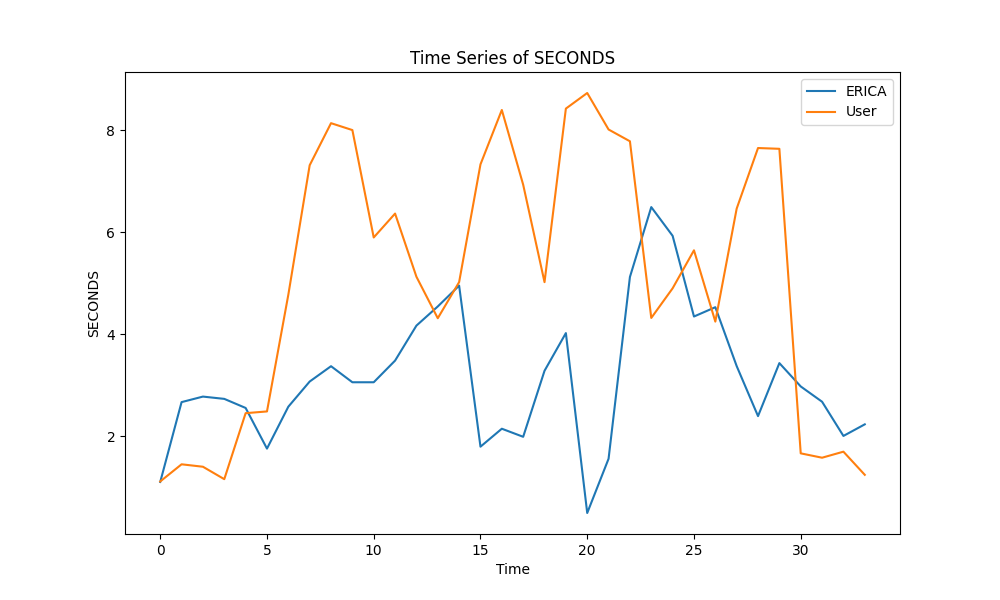 Time Series of SECONDS
ERICA
User
SECONDS
8
6
4
2
0 5 10 15 20 25 30
Time